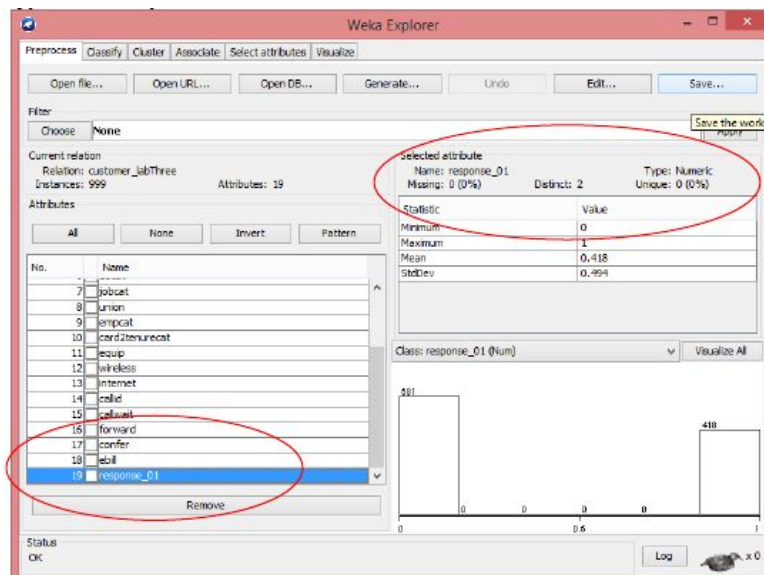 Weka Explorer
Preprocess Classify Cluster Associate Select attributes Visualize
Open file... Open URL... Open DB... Generate... Undo Edit... Save...
Filter
Choose None Apply
Save the work
Current relation
Relation: customer_labThree
Instances: 999 Attributes: 19
Selected attribute
Name: response_01 Type: Numeric
Missing: 0 (0%) Distinct: 2 Unique: 0 (0%)
Statistic Value
Minimum 0
Maximum 1
Mean 0.418
StdDev 0.494
Attributes
All None Invert Pattern
No. Name
7 jobcat
8 union
9 empcat
10 card2tenurecat
11 equip
12 wireless
13 internet
14 callid
15 callwait
16 forward
17 confer
18 ebill
19 response_01
Remove
Class: response_01 (Num) Visualize All
581
418
0 0 0 0
0 0.5 1
Status
OK
Log x 0